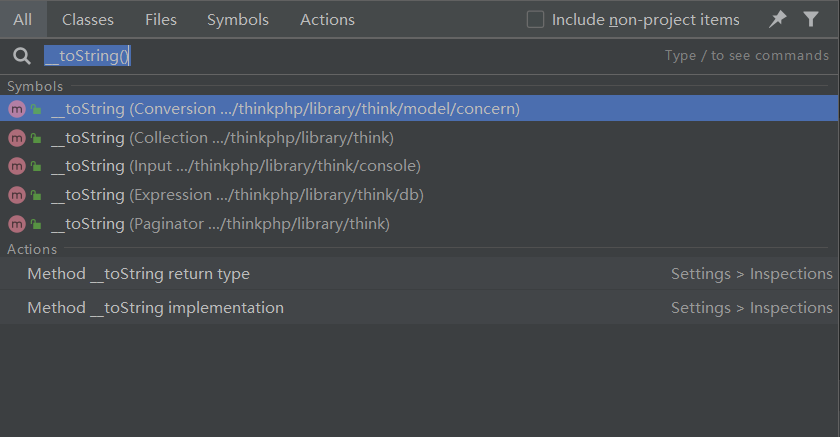 All Classes Files Symbols Actions Include non-project items
__toString() Type / to see commands
Symbols
m __toString (Conversion .../thinkphp/library/think/model/concern)
m __toString (Collection .../thinkphp/library/think)
m __toString (Input .../thinkphp/library/think/console)
m __toString (Expression .../thinkphp/library/think/db)
m __toString (Paginator .../thinkphp/library/think)
Actions
Method __toString return type Settings > Inspections
Method __toString implementation Settings > Inspections